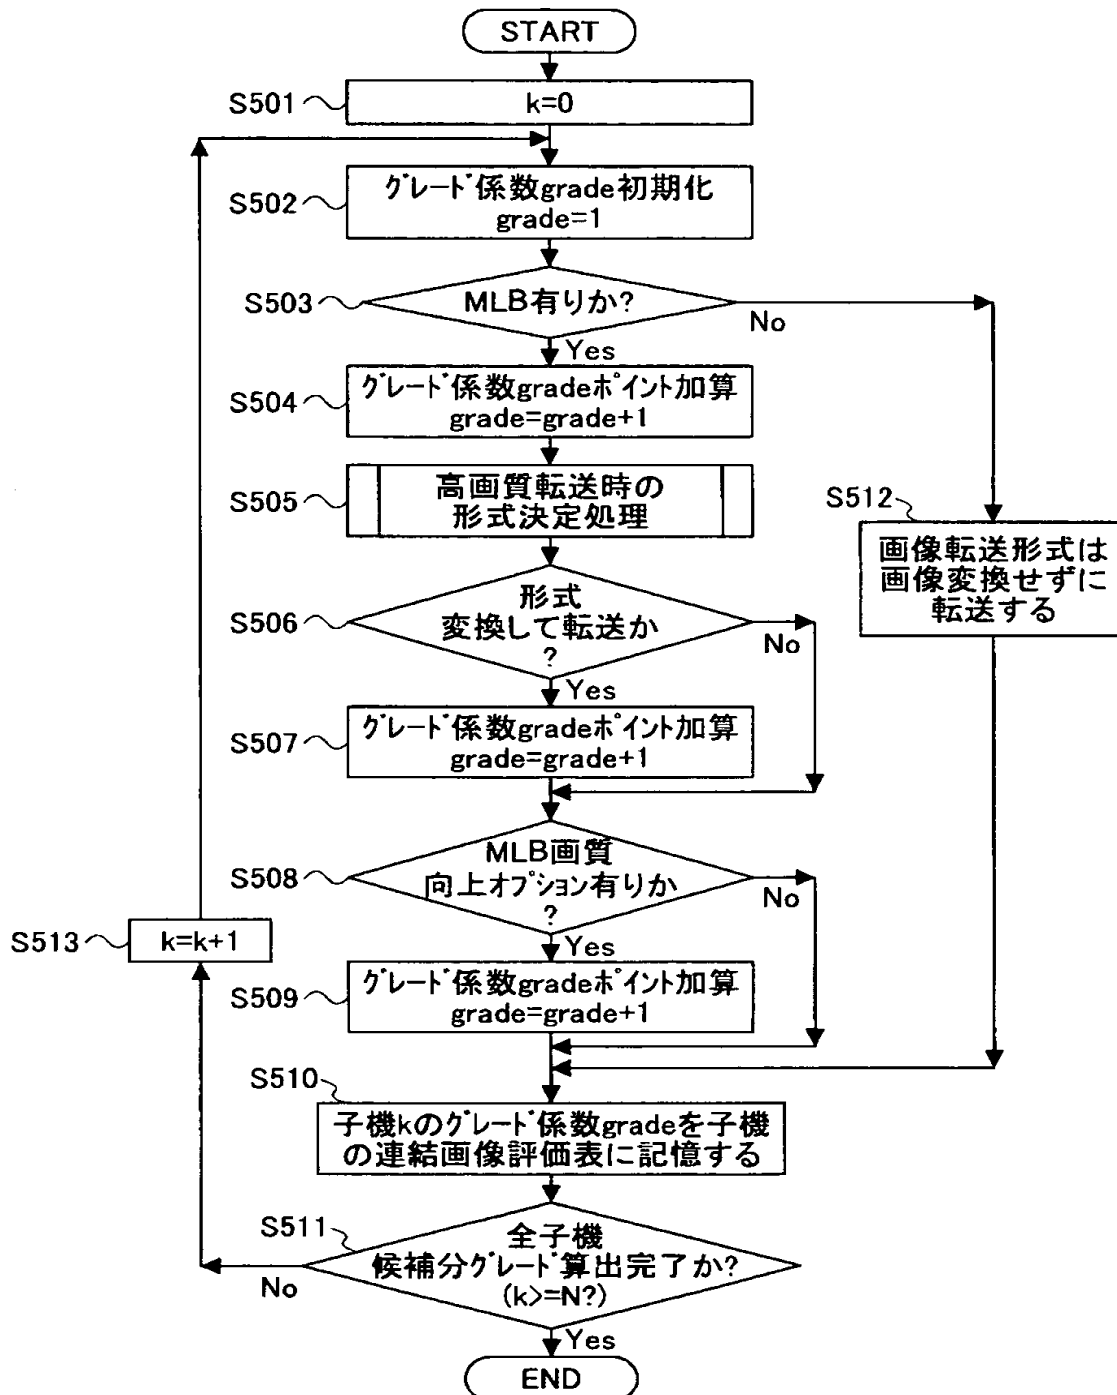 START
S501
k=0
S502
グレード係数grade初期化
grade=1
S503
MLB有りか?
No
Yes
S504
グレード係数gradeポイント加算
grade=grade+1
S505
高画質転送時の
形式決定処理
S512
画像転送形式は
画像変換せずに
転送する
S506
形式
変換して転送か
?
No
Yes
S507
グレード係数gradeポイント加算
grade=grade+1
S508
MLB画質
向上オプション有りか
?
No
Yes
S513
k=k+1
S509
グレード係数gradeポイント加算
grade=grade+1
S510
子機kのグレード係数gradeを子機
の連結画像評価表に記憶する
S511
全子機
候補分グレード算出完了か?
(k>=N?)
No
Yes
END